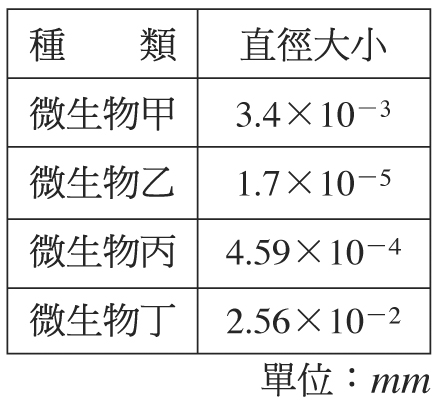 種 類 直徑大小
微生物甲 3.4×10⁻³
微生物乙 1.7×10⁻⁵
微生物丙 4.59×10⁻⁴
微生物丁 2.56×10⁻²
單位：mm